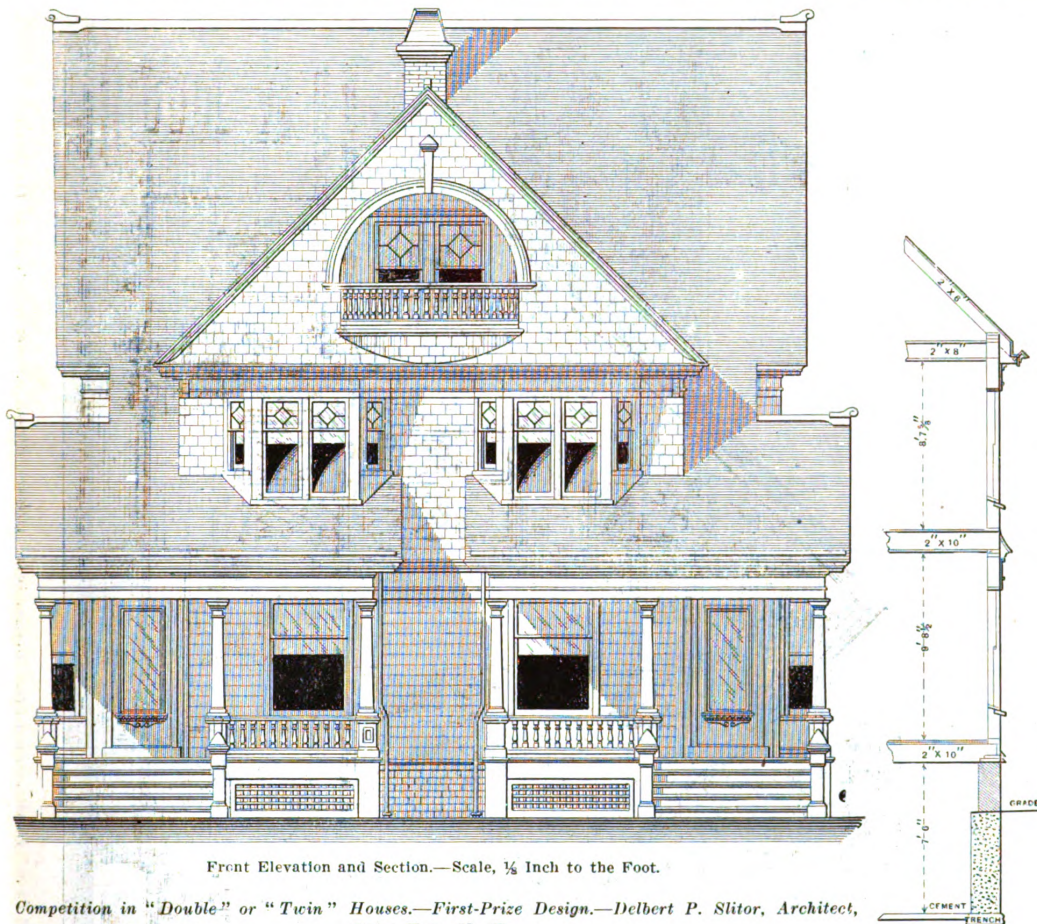 2" X 6"
2" X 8"
8' 7 5/8"
2" X 10"
9' 8 1/2"
2" X 10"
7'-0"
GRADE
CEMENT
TRENCH
Front Elevation and Section.—Scale, ⅛ Inch to the Foot.
Competition in "Double" or "Twin" Houses.—First-Prize Design.—Delbert P. Slitor, Architect,